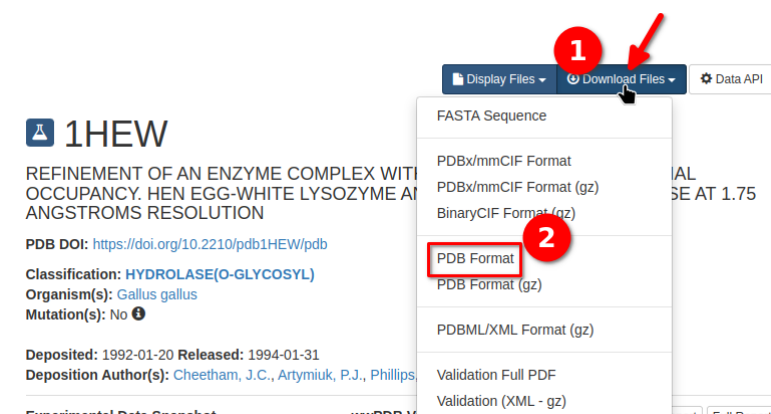 1
Display Files
Download Files
Data API
1HEW
FASTA Sequence
REFINEMENT OF AN ENZYME COMPLEX
OCCUPANCY. HEN EGG-WHITE LYSOZYME
SE AT 1.75
ANGSTROMS RESOLUTION
PDBx/mmCIF Format
PDBx/mmCIF Format (gz)
BinaryCIF Format (gz)
PDB DOI: https://doi.org/10.2210/pdb1HEW/pdb
2
PDB Format
PDB Format (gz)
Classification: HYDROLASE(O-GLYCOSYL)
Organism(s): Gallus gallus
Mutation(s): No
PDBML/XML Format (gz)
Deposited: 1992-01-20 Released: 1994-01-31
Deposition Author(s): Cheetham, J.C., Artymiuk, P.J., Phillips,
Validation Full PDF
Validation (XML - gz)